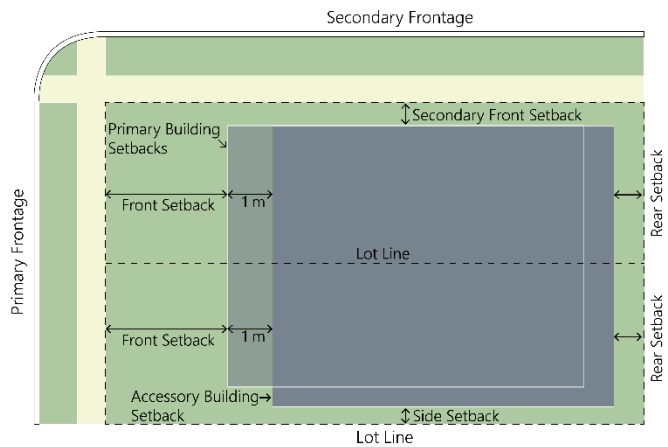 Secondary Frontage
Secondary Front Setback
Primary Building
Setbacks
Front Setback
1 m
Rear Setback
Primary Frontage
Lot Line
Front Setback
1 m
Rear Setback
Accessory Building
Setback
Side Setback
Lot Line